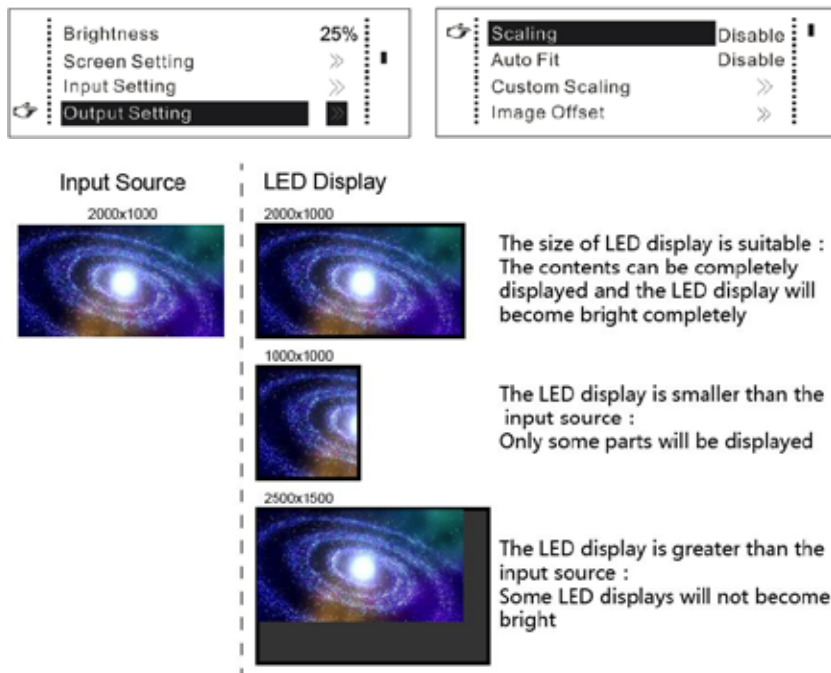 Brightness 25%
Screen Setting »
Input Setting »
Output Setting »
Scaling Disable
Auto Fit Disable
Custom Scaling »
Image Offset »
Input Source
2000x1000
LED Display
2000x1000
The size of LED display is suitable :
The contents can be completely
displayed and the LED display will
become bright completely
1000x1000
The LED display is smaller than the
input source :
Only some parts will be displayed
2500x1500
The LED display is greater than the
input source :
Some LED displays will not become
bright